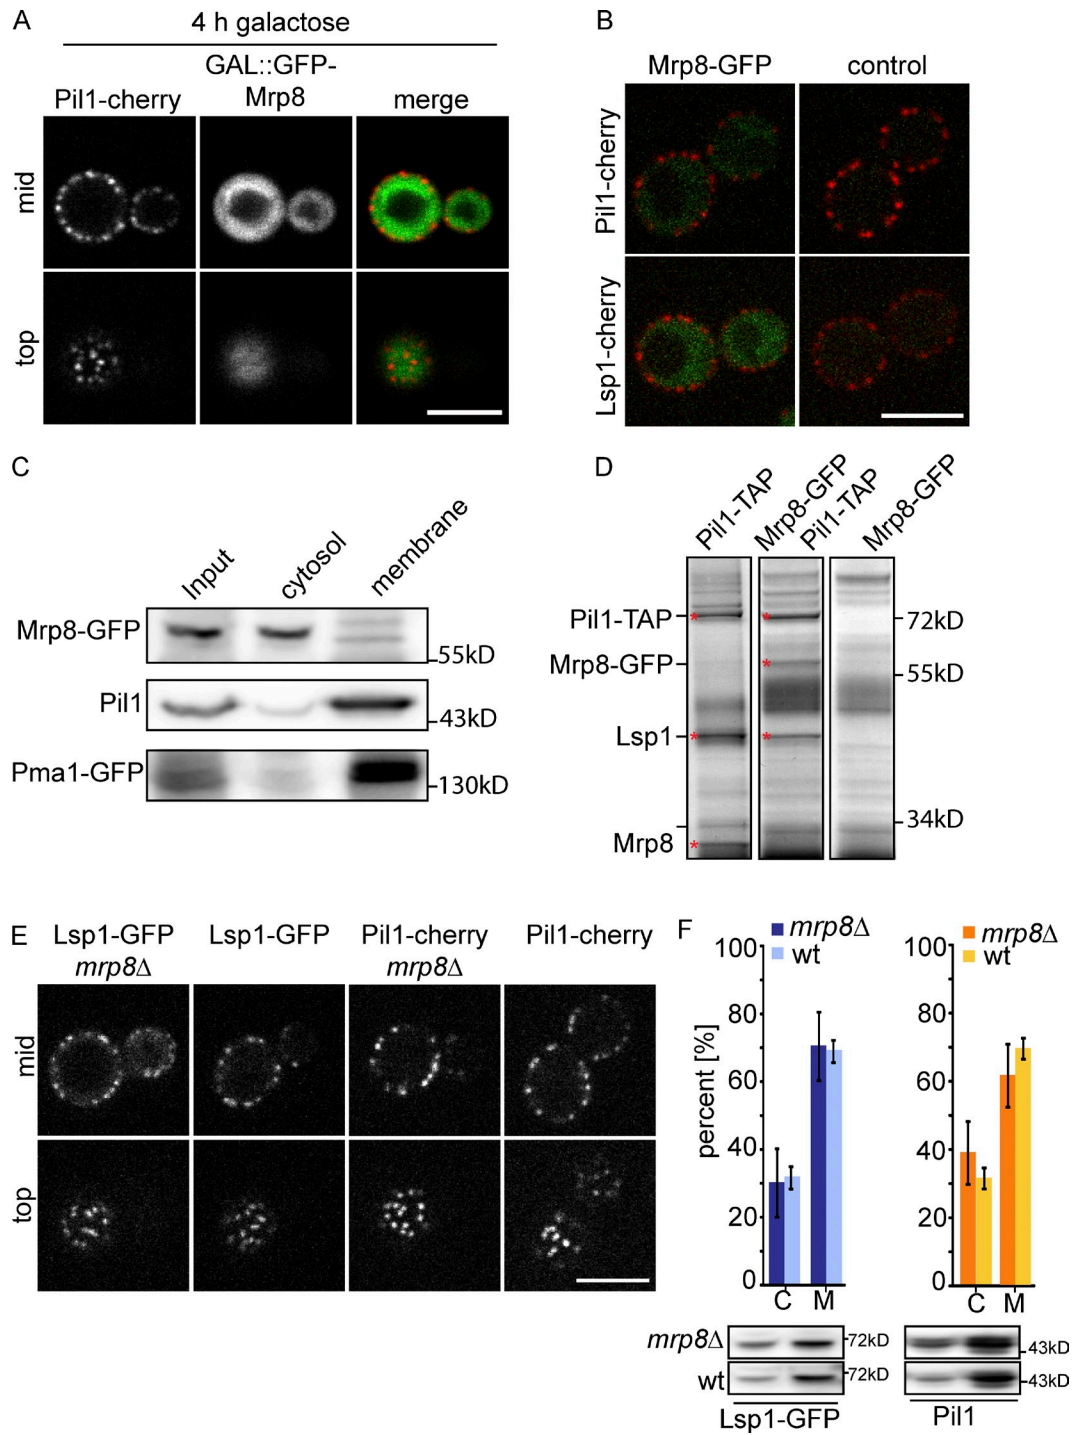 A
4 h galactose
GAL::GFP-
Pil1-cherry
Mrp8
merge
mid
top
B
Mrp8-GFP
control
Pil1-cherry
Lsp1-cherry
C
Input
cytosol
membrane
Mrp8-GFP
55kD
Pil1
43kD
Pma1-GFP
130kD
D
Pil1-TAP
Mrp8-GFP
Pil1-TAP
Mrp8-GFP
Pil1-TAP
* *
72kD
Mrp8-GFP
*
55kD
Lsp1
* *
34kD
Mrp8
*
E
Lsp1-GFP
mrp8Δ
Lsp1-GFP
Pil1-cherry
mrp8Δ
Pil1-cherry
mid
top
F
mrp8Δ
wt
100
80
60
40
20
0
percent [%]
C M
mrp8Δ
wt
100
80
60
40
20
0
C M
mrp8Δ
72kD
43kD
wt
72kD
43kD
Lsp1-GFP
Pil1